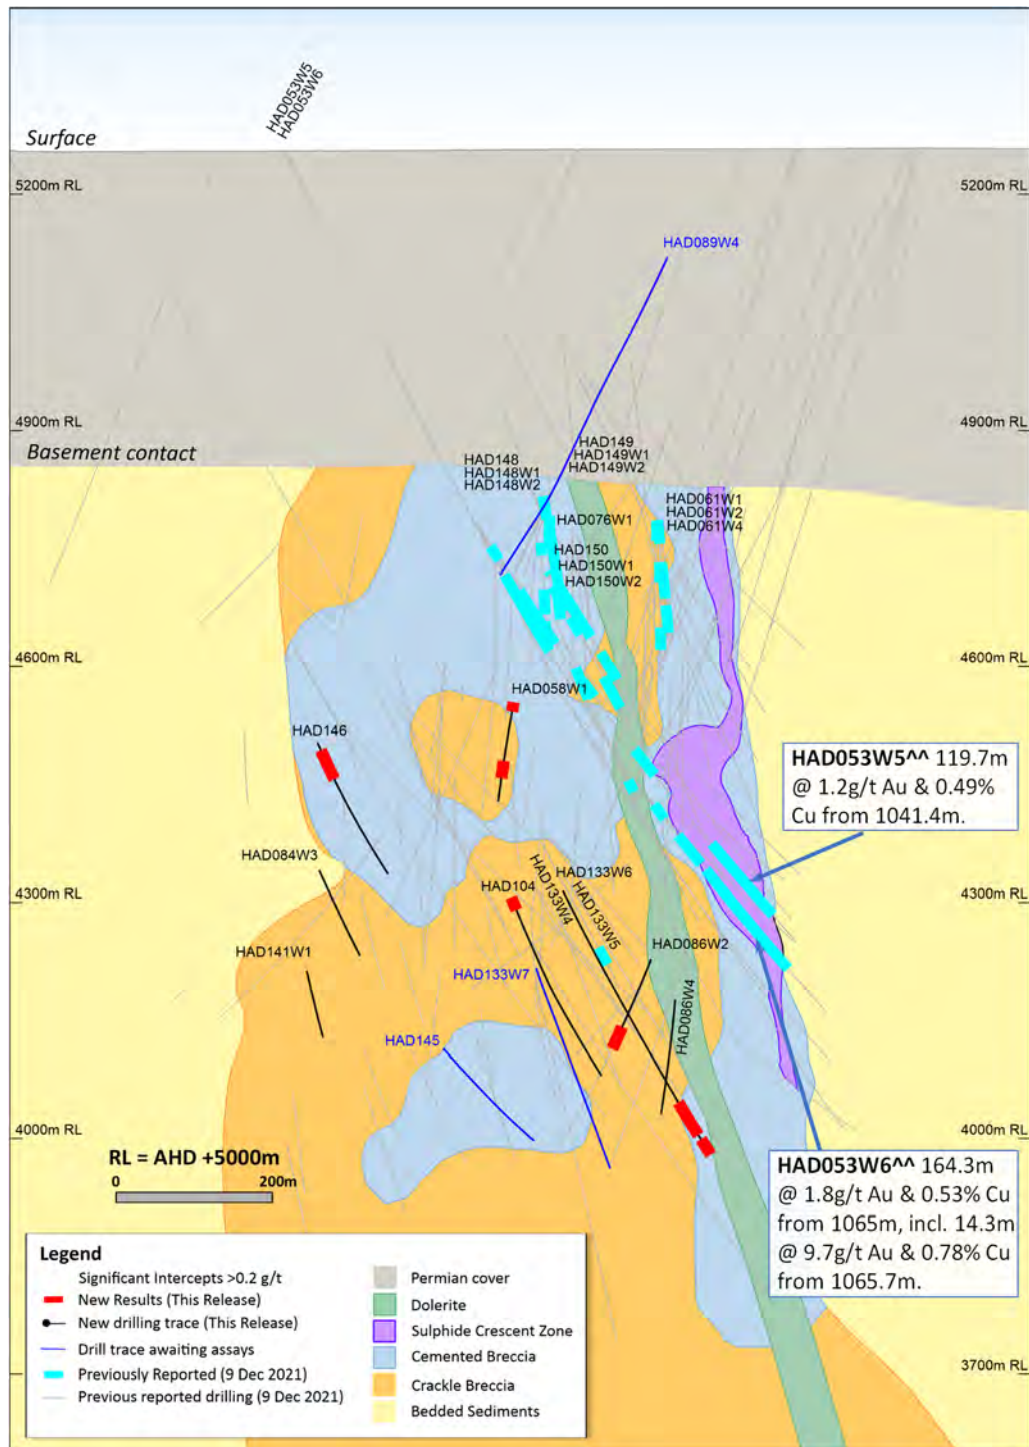 HAD053W5
HAD053W6
Surface
5200m RL
5200m RL
HAD089W4
4900m RL
4900m RL
Basement contact
HAD148
HAD148W1
HAD148W2
HAD149
HAD149W1
HAD149W2
HAD061W1
HAD061W2
HAD061W4
HAD076W1
HAD150
HAD150W1
HAD150W2
4600m RL
4600m RL
HAD058W1
HAD146
HAD053W5^^ 119.7m
@ 1.2g/t Au & 0.49%
Cu from 1041.4m.
HAD084W3
HAD104
HAD133W4
HAD133W6
HAD133W5
4300m RL
4300m RL
HAD141W1
HAD133W7
HAD086W2
HAD086W4
HAD145
4000m RL
4000m RL
RL = AHD +5000m
0
200m
HAD053W6^^ 164.3m
@ 1.8g/t Au & 0.53% Cu
from 1065m, incl. 14.3m
@ 9.7g/t Au & 0.78% Cu
from 1065.7m.
Legend
Significant Intercepts >0.2 g/t
New Results (This Release)
New drilling trace (This Release)
Drill trace awaiting assays
Previously Reported (9 Dec 2021)
Previous reported drilling (9 Dec 2021)
Permian cover
Dolerite
Sulphide Crescent Zone
Cemented Breccia
Crackle Breccia
Bedded Sediments
3700m RL